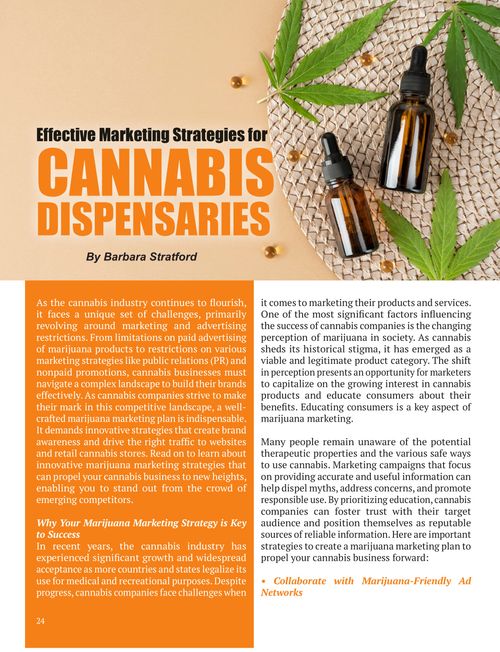 Effective Marketing Strategies for
CANNABIS
DISPENSARIES
By Barbara Stratford
As the cannabis industry continues to flourish,
it faces a unique set of challenges, primarily
revolving around marketing and advertising
restrictions. From limitations on paid advertising
of marijuana products to restrictions on various
marketing strategies like public relations (PR) and
nonpaid promotions, cannabis businesses must
navigate a complex landscape to build their brands
effectively. As cannabis companies strive to make
their mark in this competitive landscape, a well-
crafted marijuana marketing plan is indispensable.
It demands innovative strategies that create brand
awareness and drive the right traffic to websites
and retail cannabis stores. Read on to learn about
innovative marijuana marketing strategies that
can propel your cannabis business to new heights,
enabling you to stand out from the crowd of
emerging competitors.
Why Your Marijuana Marketing Strategy is Key
to Success
In recent years, the cannabis industry has
experienced significant growth and widespread
acceptance as more countries and states legalize its
use for medical and recreational purposes. Despite
progress, cannabis companies face challenges when
24
it comes to marketing their products and services.
One of the most significant factors influencing
the success of cannabis companies is the changing
perception of marijuana in society. As cannabis
sheds its historical stigma, it has emerged as a
viable and legitimate product category. The shift
in perception presents an opportunity for marketers
to capitalize on the growing interest in cannabis
products and educate consumers about their
benefits. Educating consumers is a key aspect of
marijuana marketing.
Many people remain unaware of the potential
therapeutic properties and the various safe ways
to use cannabis. Marketing campaigns that focus
on providing accurate and useful information can
help dispel myths, address concerns, and promote
responsible use. By prioritizing education, cannabis
companies can foster trust with their target
audience and position themselves as reputable
sources of reliable information. Here are important
strategies to create a marijuana marketing plan to
propel your cannabis business forward:
• Collaborate with Marijuana-Friendly Ad
Networks